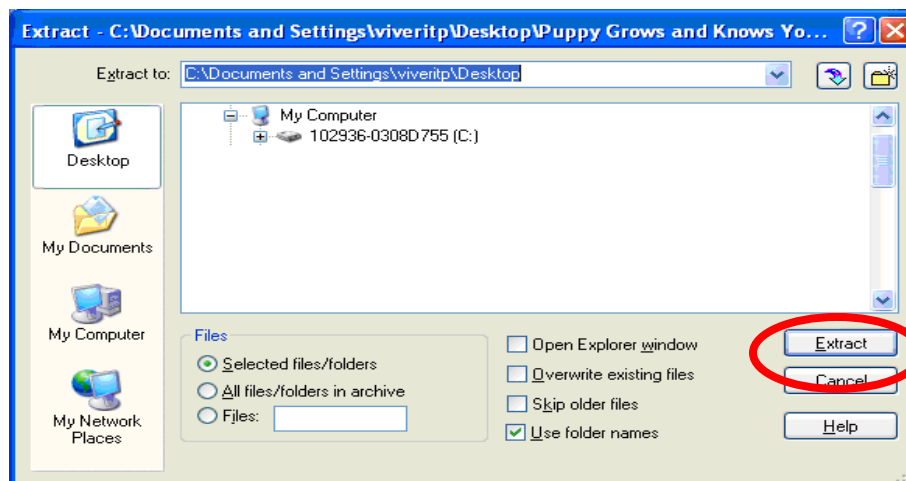 Extract - C:\Documents and Settings\viveritp\Desktop\Puppy Grows and Knows Yo...
Extract to: C:\Documents and Settings\viveritp\Desktop
My Computer
102936-0308D755 (C:)
Desktop
My Documents
My Computer
My Network
Places
Files
Selected files/folders
All files/folders in archive
Files:
Open Explorer window
Overwrite existing files
Skip older files
Use folder names
Extract
Cancel
Help